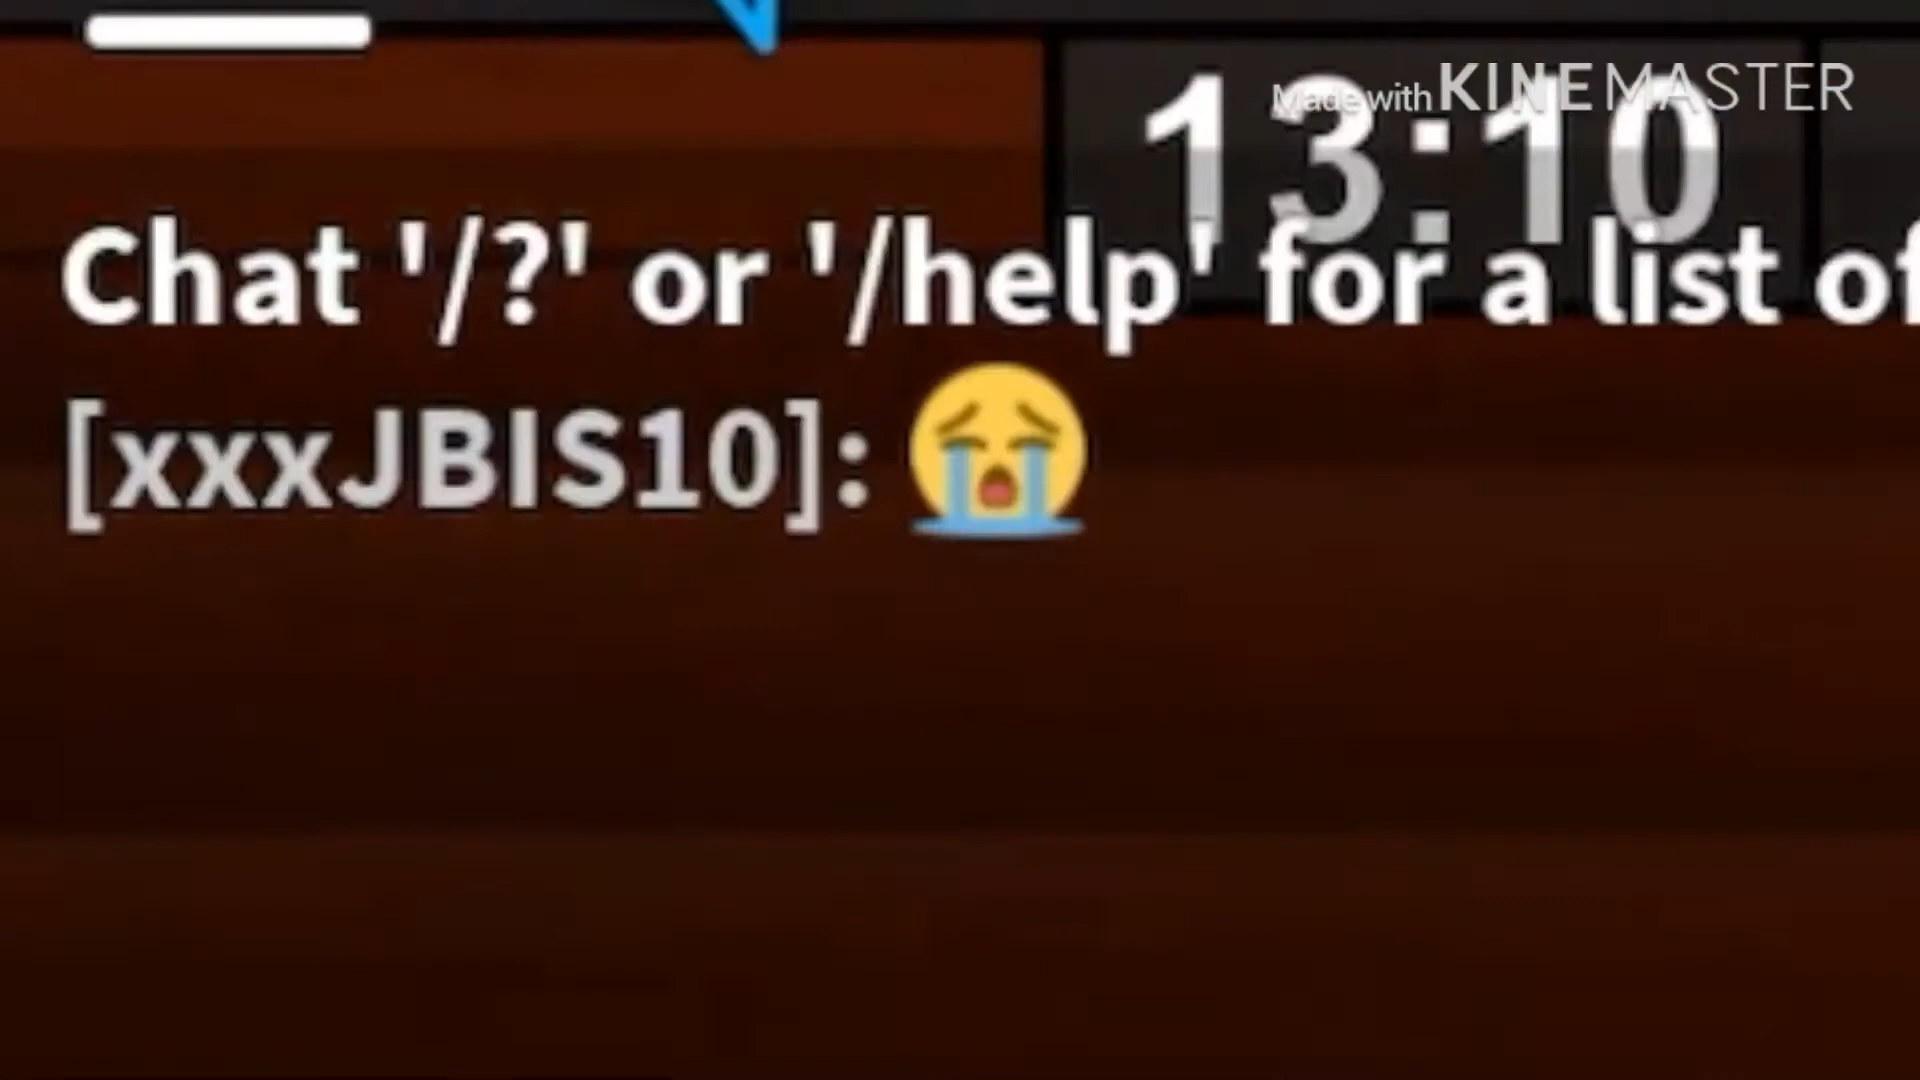 Made with KINEMASTER
13:10
Chat '/?' or '/help' for a list of
[xxxJBIS10]: 😭